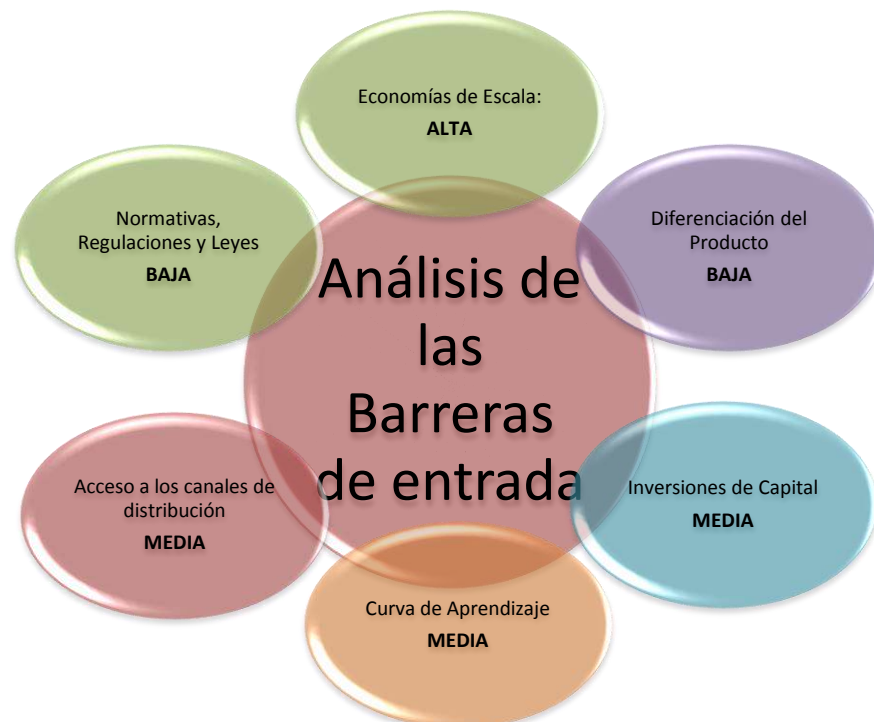 Economías de Escala:
ALTA
Diferenciación del
Producto
BAJA
Inversiones de Capital
MEDIA
Curva de Aprendizaje
MEDIA
Acceso a los canales de
distribución
MEDIA
Normativas,
Regulaciones y Leyes
BAJA
Análisis de
las
Barreras
de entrada